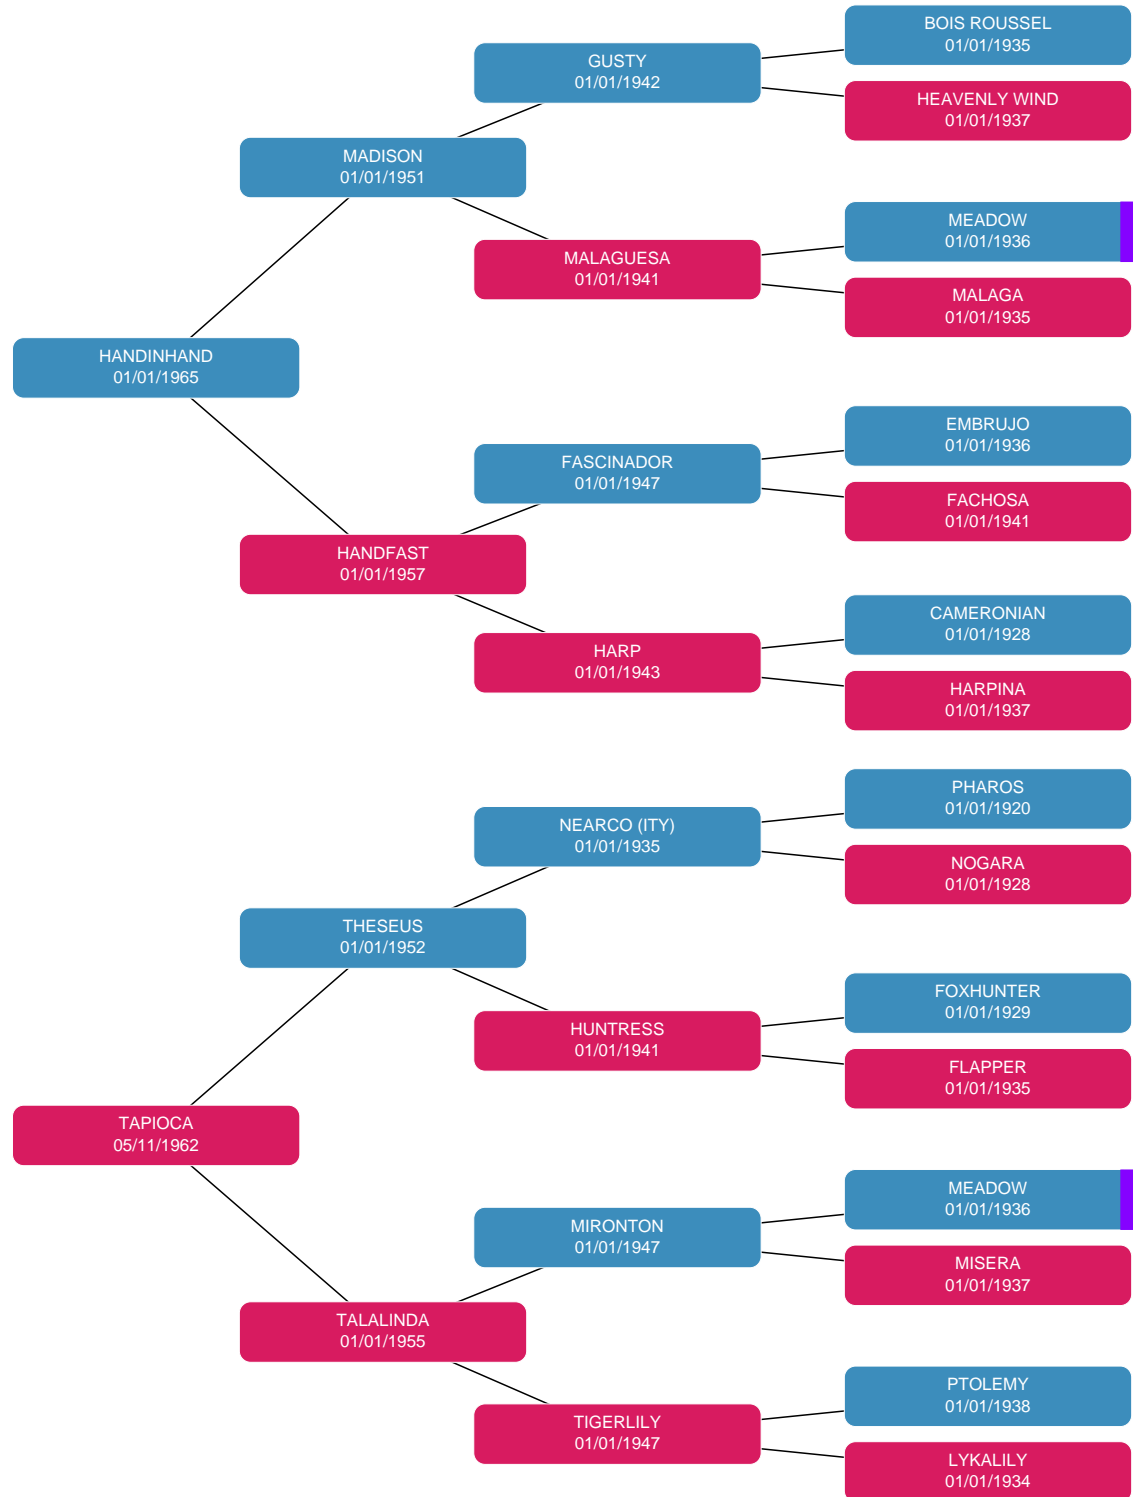 BOIS ROUSSEL
01/01/1935
GUSTY
01/01/1942
HEAVENLY WIND
01/01/1937
MADISON
01/01/1951
MEADOW
01/01/1936
MALAGUESA
01/01/1941
MALAGA
01/01/1935
HANDINHAND
01/01/1965
EMBRUJO
01/01/1936
FASCINADOR
01/01/1947
FACHOSA
01/01/1941
HANDFAST
01/01/1957
CAMERONIAN
01/01/1928
HARP
01/01/1943
HARPINA
01/01/1937
PHAROS
01/01/1920
NEARCO (ITY)
01/01/1935
NOGARA
01/01/1928
THESEUS
01/01/1952
FOXHUNTER
01/01/1929
HUNTRESS
01/01/1941
FLAPPER
01/01/1935
TAPIOCA
05/11/1962
MEADOW
01/01/1936
MIRONTON
01/01/1947
MISERA
01/01/1937
TALALINDA
01/01/1955
PTOLEMY
01/01/1938
TIGERLILY
01/01/1947
LYKALILY
01/01/1934